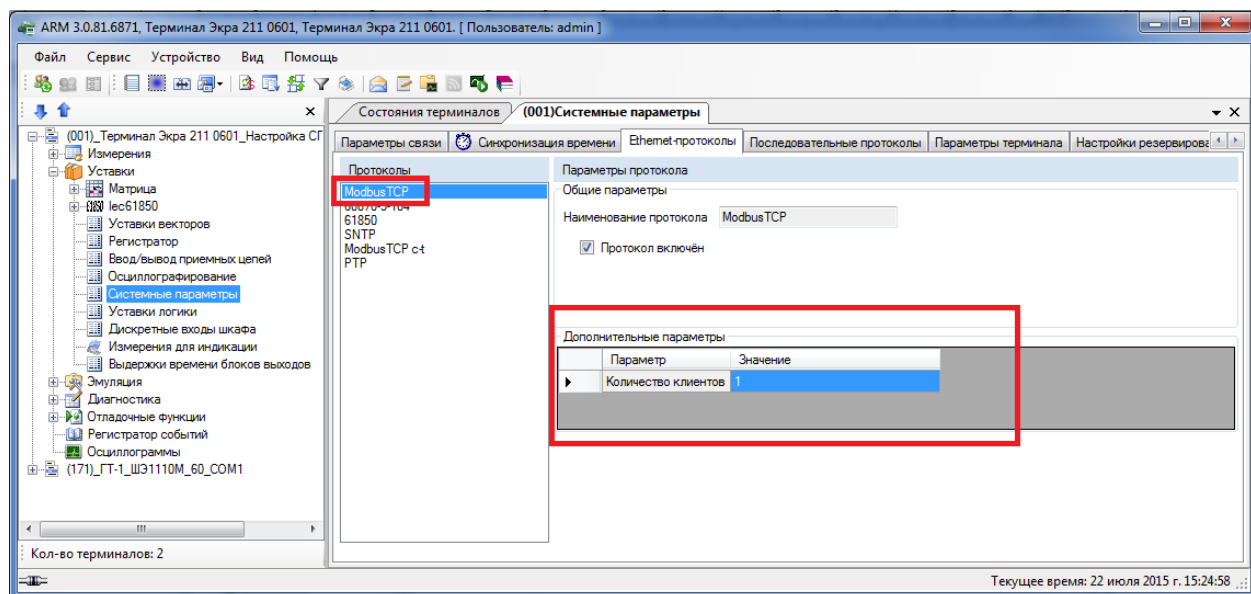 ARM 3.0.81.6871, Терминал Экра 211 0601, Терминал Экра 211 0601. [ Пользователь: admin ]
Файл Сервис Устройство Вид Помощь
Состояния терминалов (001)Системные параметры
(001)_Терминал Экра 211 0601_Настройка СГ
Измерения
Уставки
Матрица
Iec61850
Уставки векторов
Регистратор
Ввод/вывод приемных цепей
Осциллографирование
Системные параметры
Уставки логики
Дискретные входы шкафа
Измерения для индикации
Выдержки времени блоков выходов
Эмуляция
Диагностика
Отладочные функции
Регистратор событий
Осциллограммы
(171)_ГТ-1_ШЭ1110М_60_COM1
Кол-во терминалов: 2
Параметры связи Синхронизация времени Ethernet-протоколы Последовательные протоколы Параметры терминала Настройки резервирова
Протоколы
ModbusTCP
60870-5-104
61850
SNTP
ModbusTCP c-t
PTP
Параметры протокола
Общие параметры
Наименование протокола ModbusTCP
Протокол включён
Дополнительные параметры
Параметр Значение
Количество клиентов 1
Текущее время: 22 июля 2015 г. 15:24:58